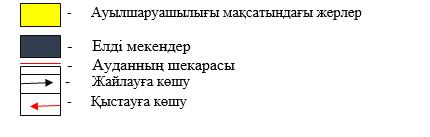 - Ауылшаруашылығы мақсатындағы жерлер
- Елді мекендер
- Ауданның шекарасы
- Жайлауға көшу
- Қыстауға көшу